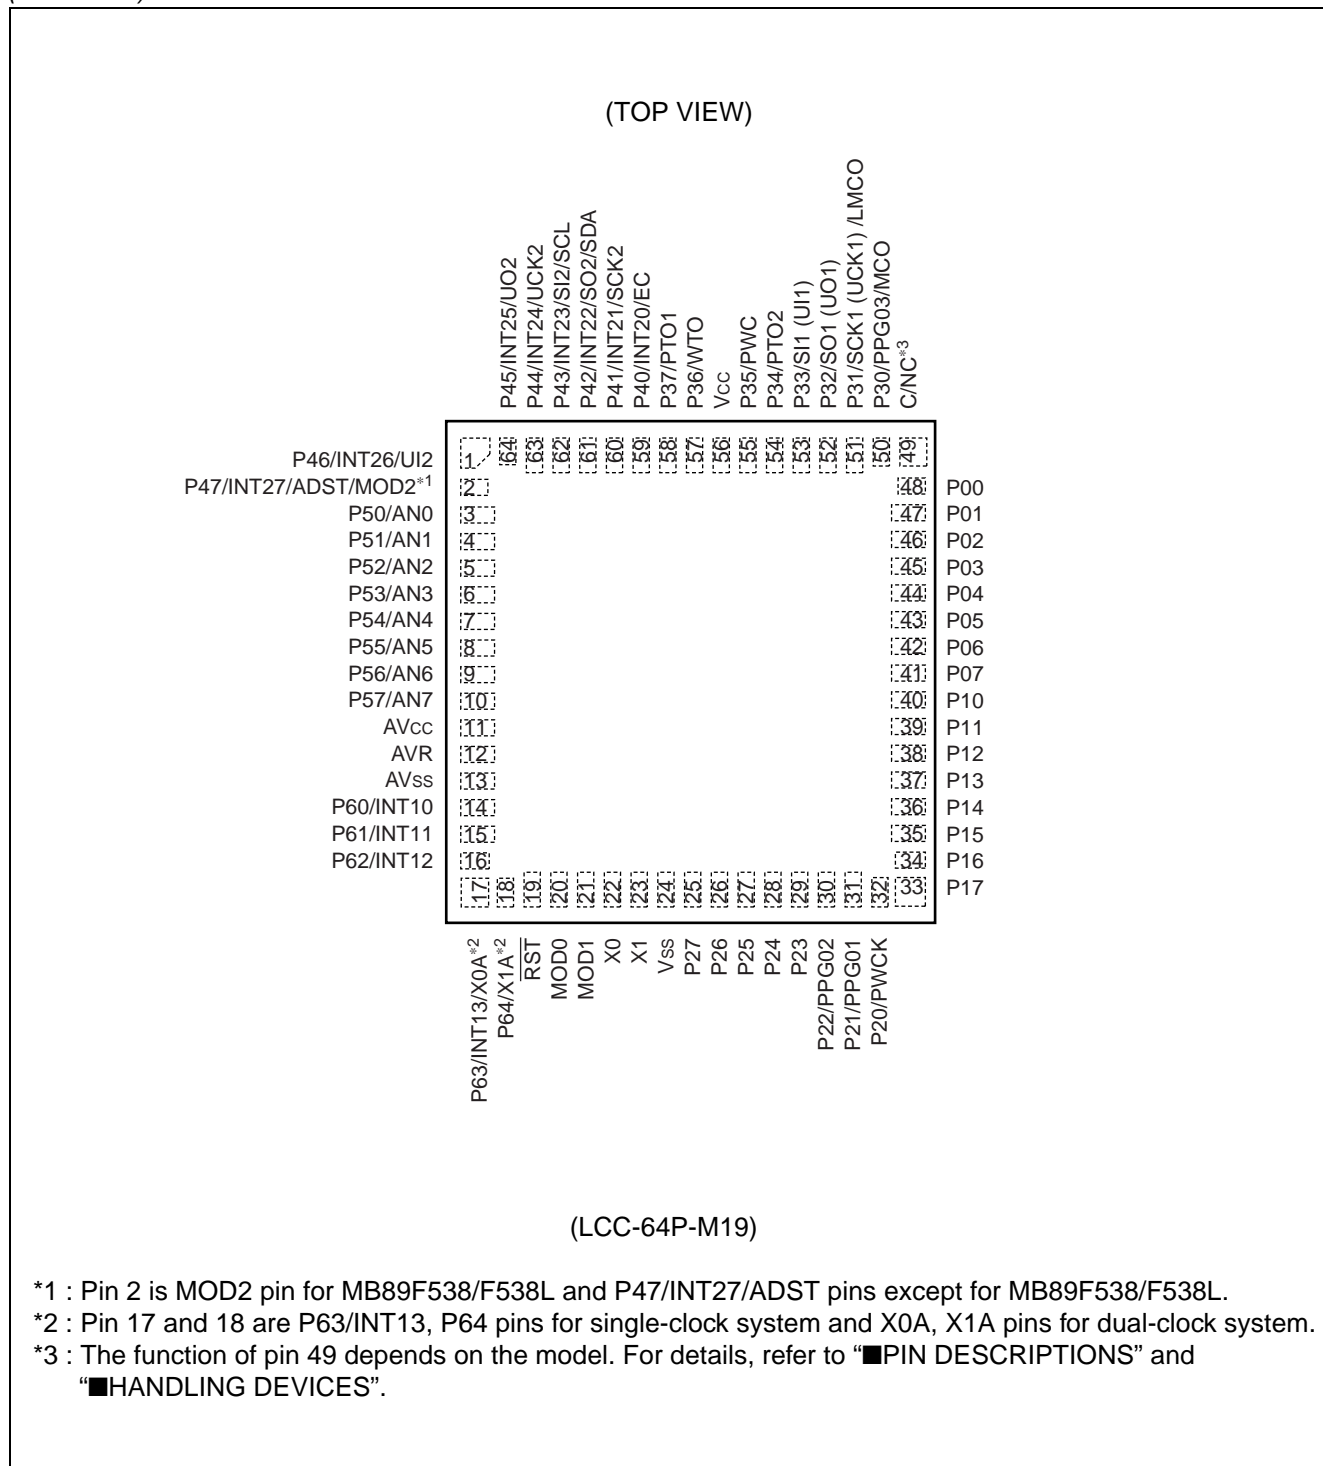 (TOP VIEW)
P45/INT25/UO2
P44/INT24/UCK2
P43/INT23/SI2/SCL
P42/INT22/SO2/SDA
P41/INT21/SCK2
P40/INT20/EC
P37/PTO1
P36/WTO
Vcc
P35/PWC
P34/PTO2
P33/SI1 (UI1)
P32/SO1 (UO1)
P31/SCK1 (UCK1) /LMCO
P30/PPG03/MCO
C/NC*3
64 63 62 61 60 59 58 57 56 55 54 53 52 51 50 49
P46/INT26/UI2 1
P47/INT27/ADST/MOD2*1 2 48 P00
P50/AN0 3 47 P01
P51/AN1 4 46 P02
P52/AN2 5 45 P03
P53/AN3 6 44 P04
P54/AN4 7 43 P05
P55/AN5 8 42 P06
P56/AN6 9 41 P07
P57/AN7 10 40 P10
AVcc 11 39 P11
AVR 12 38 P12
AVss 13 37 P13
P60/INT10 14 36 P14
P61/INT11 15 35 P15
P62/INT12 16 34 P16
17 18 19 20 21 22 23 24 25 26 27 28 29 30 31 32 33 P17
P63/INT13/X0A*2
P64/X1A*2
RST
MOD0
MOD1
X0
X1
Vss
P27
P26
P25
P24
P23
P22/PPG02
P21/PPG01
P20/PWCK
(LCC-64P-M19)
*1 : Pin 2 is MOD2 pin for MB89F538/F538L and P47/INT27/ADST pins except for MB89F538/F538L.
*2 : Pin 17 and 18 are P63/INT13, P64 pins for single-clock system and X0A, X1A pins for dual-clock system.
*3 : The function of pin 49 depends on the model. For details, refer to “■PIN DESCRIPTIONS” and
“■HANDLING DEVICES”.